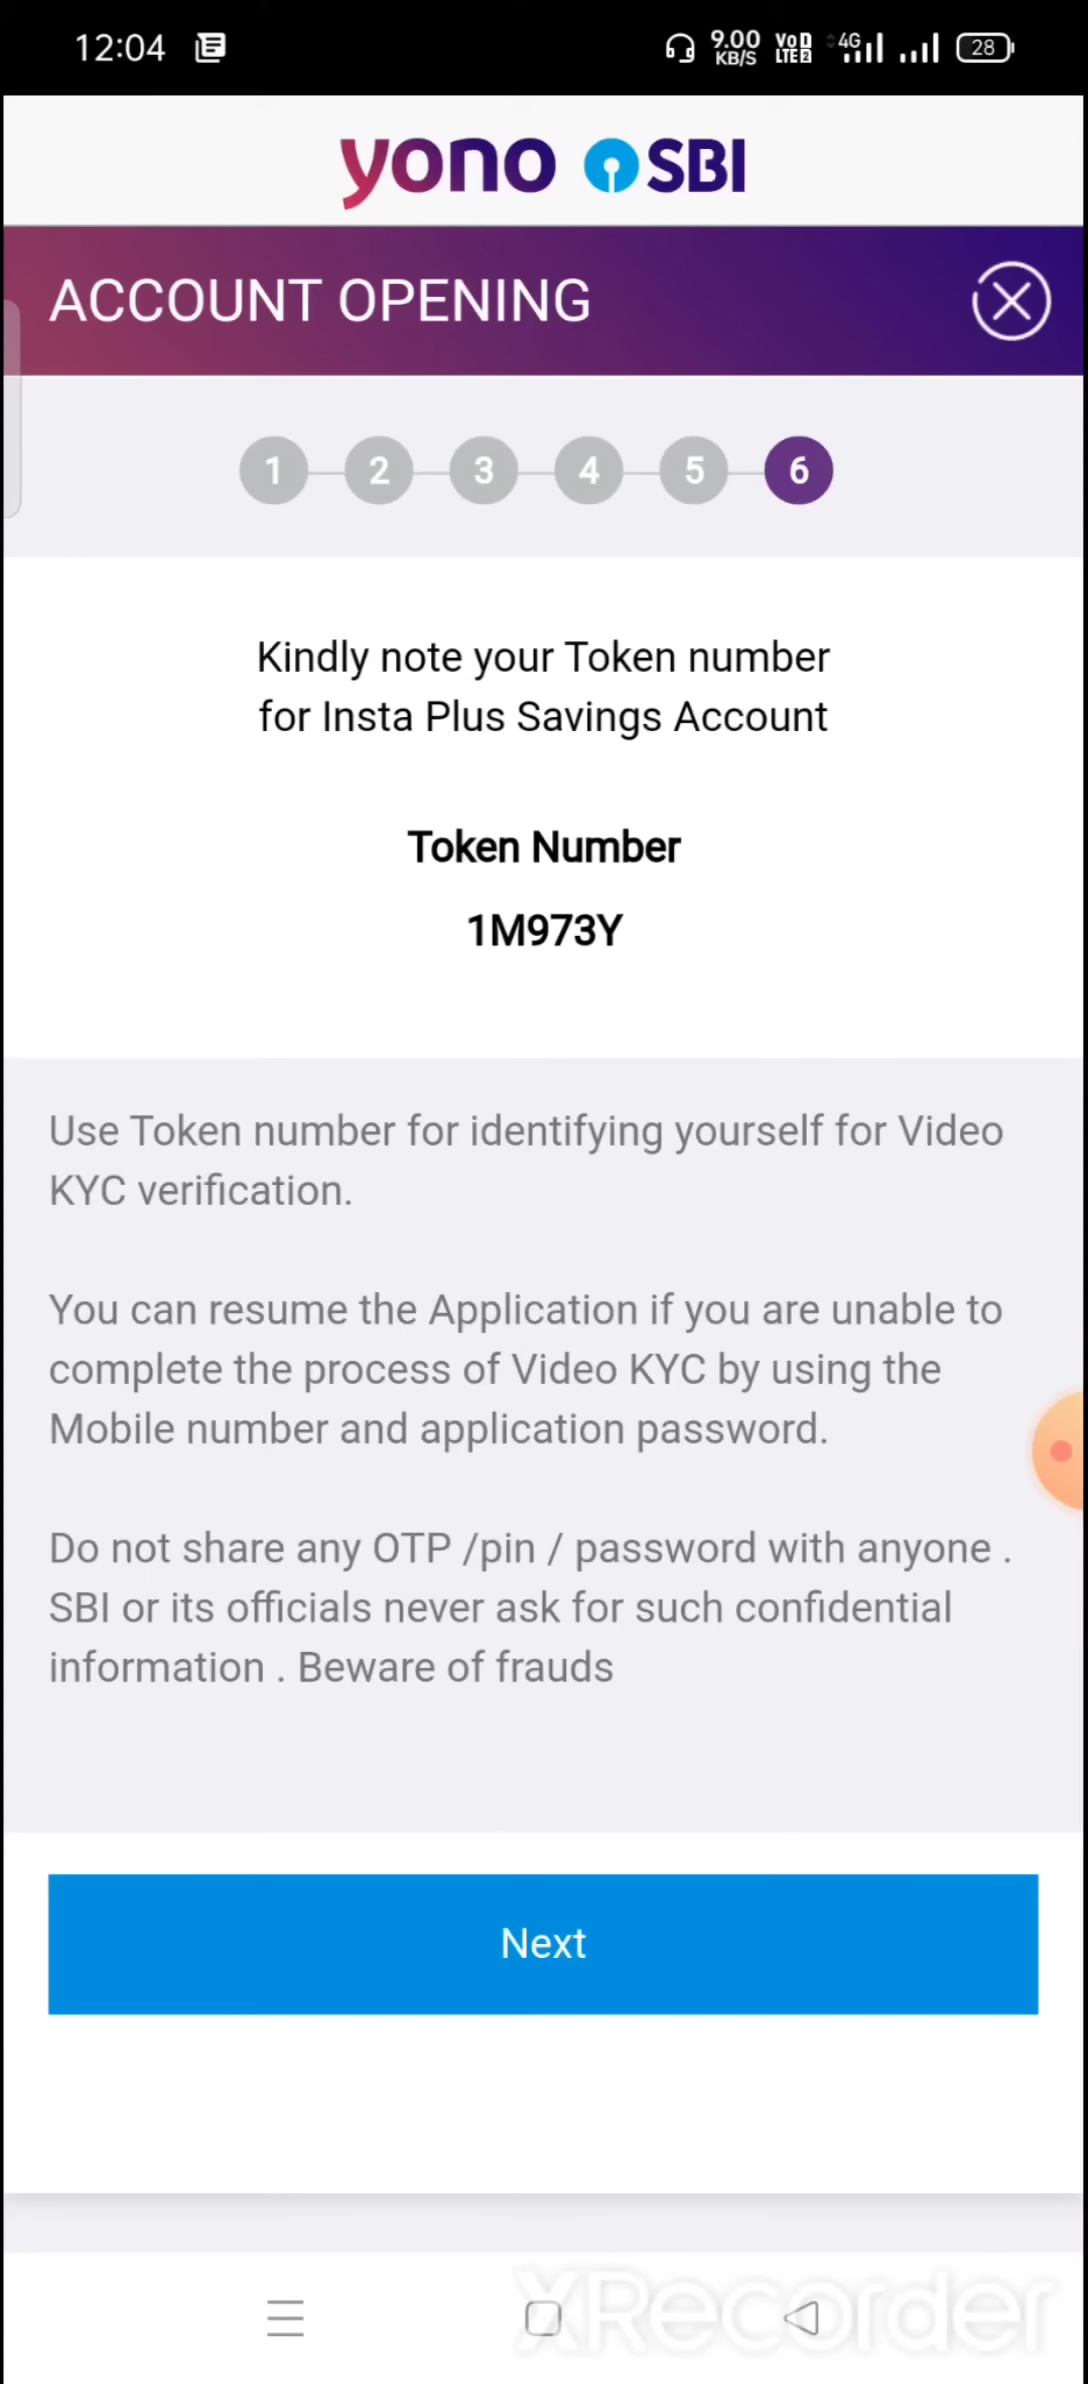 12:04 9.00 KB/S VoD LTE2 4G 28
yono SBI
ACCOUNT OPENING
1 2 3 4 5 6
Kindly note your Token number
for Insta Plus Savings Account
Token Number
1M973Y
Use Token number for identifying yourself for Video
KYC verification.
You can resume the Application if you are unable to
complete the process of Video KYC by using the
Mobile number and application password.
Do not share any OTP /pin / password with anyone .
SBI or its officials never ask for such confidential
information . Beware of frauds
Next
XRecorder